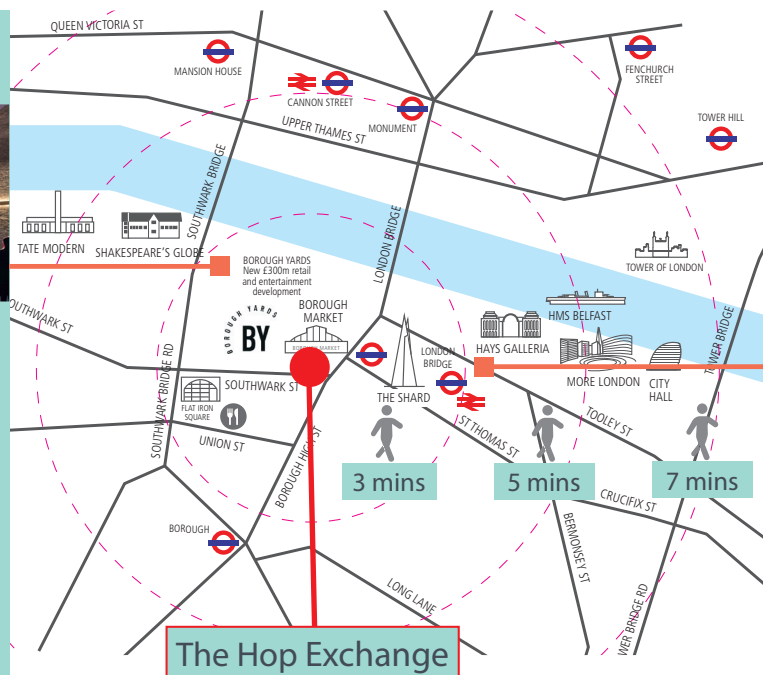 QUEEN VICTORIA ST
MANSION HOUSE
CANNON STREET
MONUMENT
FENCHURCH
STREET
TOWER HILL
UPPER THAMES ST
SOUTHWARK BRIDGE
LONDON BRIDGE
TATE MODERN
SHAKESPEARE'S GLOBE
BOROUGH YARDS
New £300m retail
and entertainment
development
TOWER OF LONDON
BOROUGH YARDS
BY
BOROUGH
MARKET
BOROUGH MARKET
HMS BELFAST
HAYS GALLERIA
TOWER BRIDGE
OUTHWARK ST
LONDON
BRIDGE
MORE LONDON
CITY
HALL
SOUTHWARK BRIDGE RD
SOUTHWARK ST
THE SHARD
FLAT IRON
SQUARE
UNION ST
BOROUGH HIGH ST
ST THOMAS ST
TOOLEY ST
3 mins
5 mins
7 mins
CRUCIFIX ST
BOROUGH
BERMONSEY ST
LONG LANE
WER BRIDGE RD
The Hop Exchange